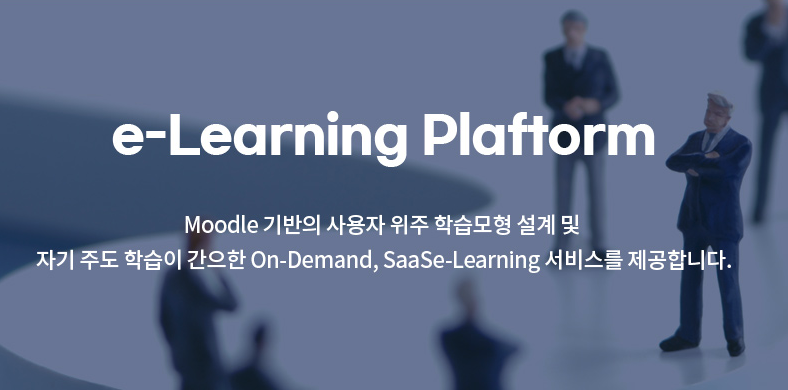 e-Learning Plaftorm
Moodle 기반의 사용자 위주 학습모형 설계 및
자기 주도 학습이 간으한 On-Demand, SaaSe-Learning 서비스를 제공합니다.